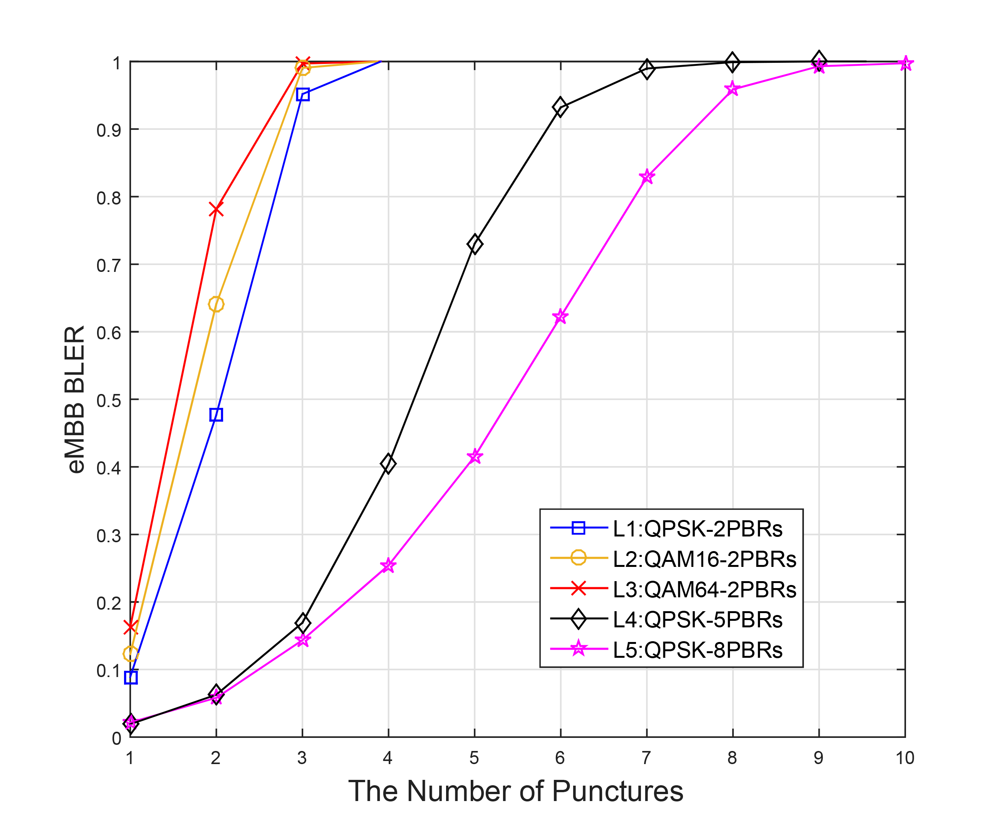 1
0.9
0.8
0.7
0.6
0.5
0.4
0.3
0.2
0.1
0
eMBB BLER
L1:QPSK-2PBRs
L2:QAM16-2PBRs
L3:QAM64-2PBRs
L4:QPSK-5PBRs
L5:QPSK-8PBRs
1 2 3 4 5 6 7 8 9 10
The Number of Punctures